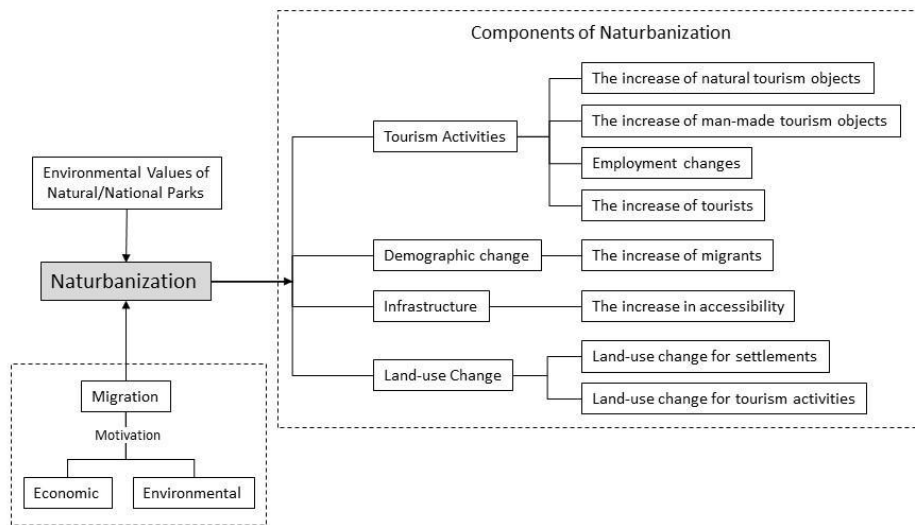 Components of Naturbanization
The increase of natural tourism objects
The increase of man-made tourism objects
Tourism Activities
Employment changes
The increase of tourists
Environmental Values of
Natural/National Parks
Demographic change
The increase of migrants
Naturbanization
Infrastructure
The increase in accessibility
Land-use change for settlements
Land-use Change
Land-use change for tourism activities
Migration
Motivation
Economic
Environmental